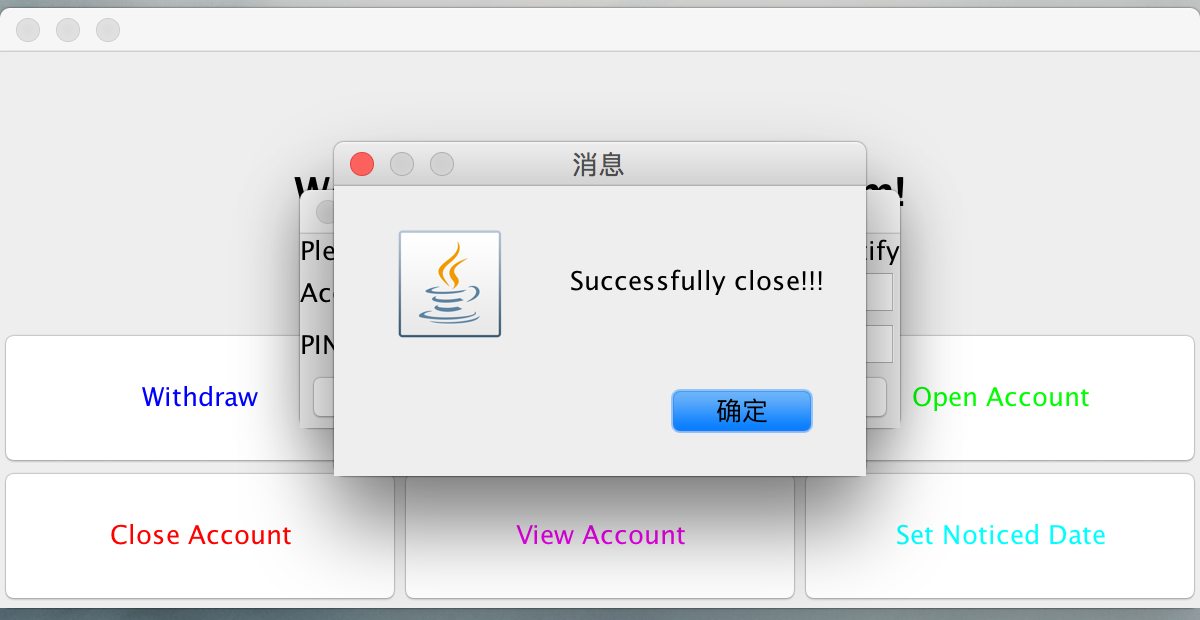 消息
Successfully close!!!
确定
Withdraw
Open Account
Close Account
View Account
Set Noticed Date